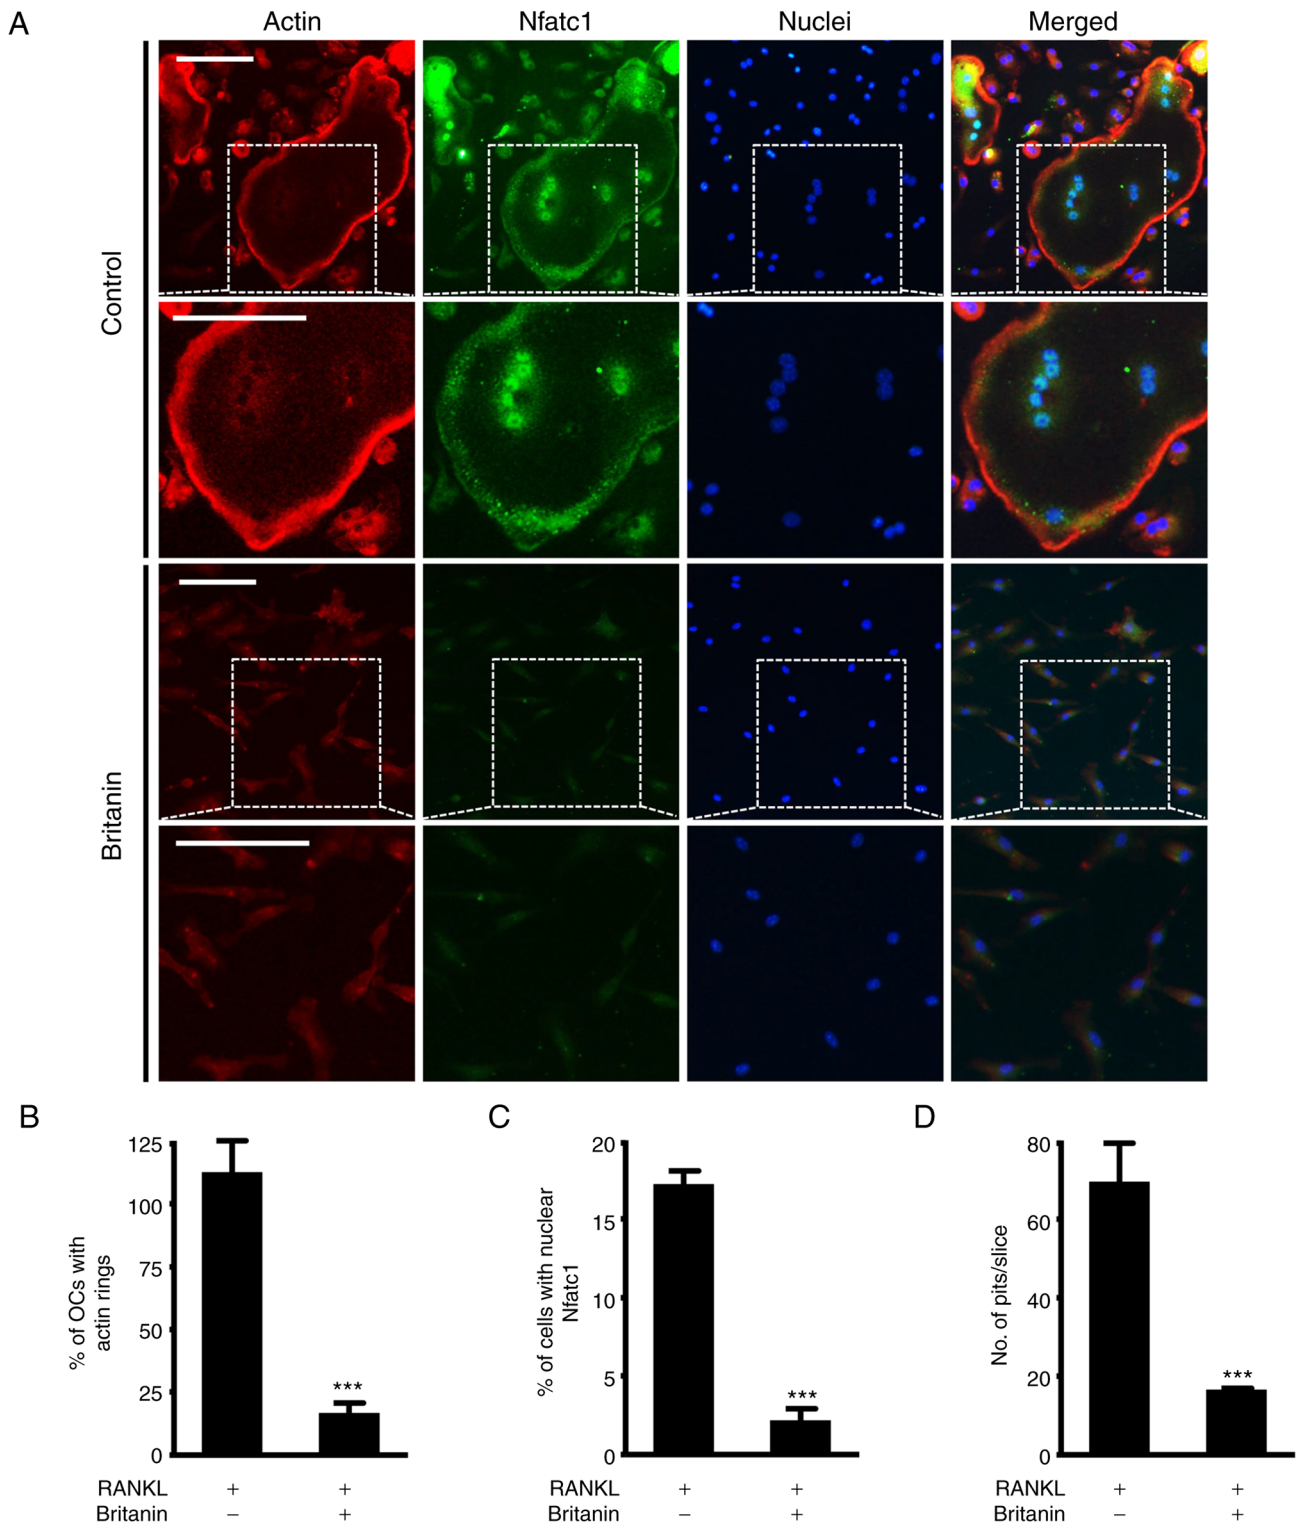 A
Actin Nfatc1 Nuclei Merged
Control
Britanin
B
% of OCs with
actin rings
125
100
75
50
25
0
***
RANKL + +
Britanin – +
C
% of cells with nuclear
Nfatc1
20
15
10
5
0
***
RANKL + +
Britanin – +
D
No. of pits/slice
80
60
40
20
0
***
RANKL + +
Britanin – +